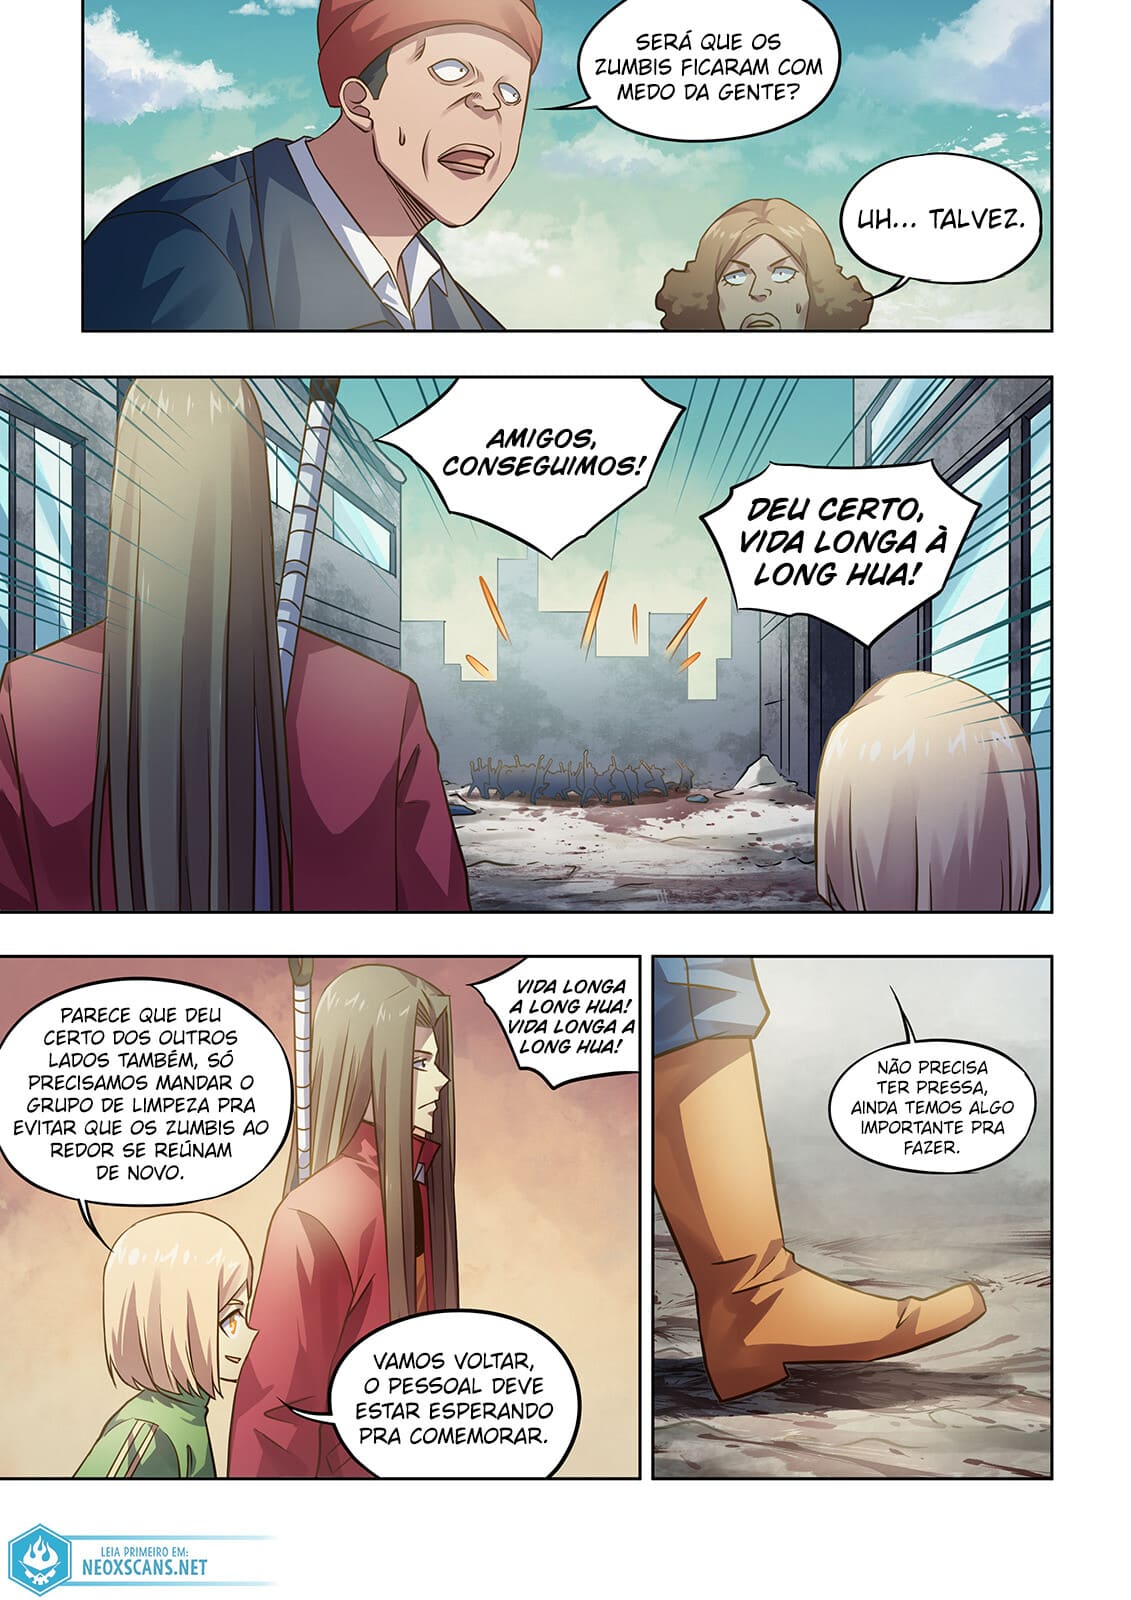 SERÁ QUE OS
ZUMBIS FICARAM COM
MEDO DA GENTE?
UH... TALVEZ.
AMIGOS,
CONSEGUIMOS!
DEU CERTO,
VIDA LONGA À
LONG HUA!
PARECE QUE DEU
CERTO DOS OUTROS
LADOS TAMBÉM, SÓ
PRECISAMOS MANDAR O
GRUPO DE LIMPEZA PRA
EVITAR QUE OS ZUMBIS AO
REDOR SE REÚNAM
DE NOVO.
VIDA LONGA
A LONG HUA!
VIDA LONGA A
LONG HUA!
VAMOS VOLTAR,
O PESSOAL DEVE
ESTAR ESPERANDO
PRA COMEMORAR.
NÃO PRECISA
TER PRESSA,
AINDA TEMOS ALGO
IMPORTANTE PRA
FAZER.
LEIA PRIMEIRO EM:
NEOXSCANS.NET